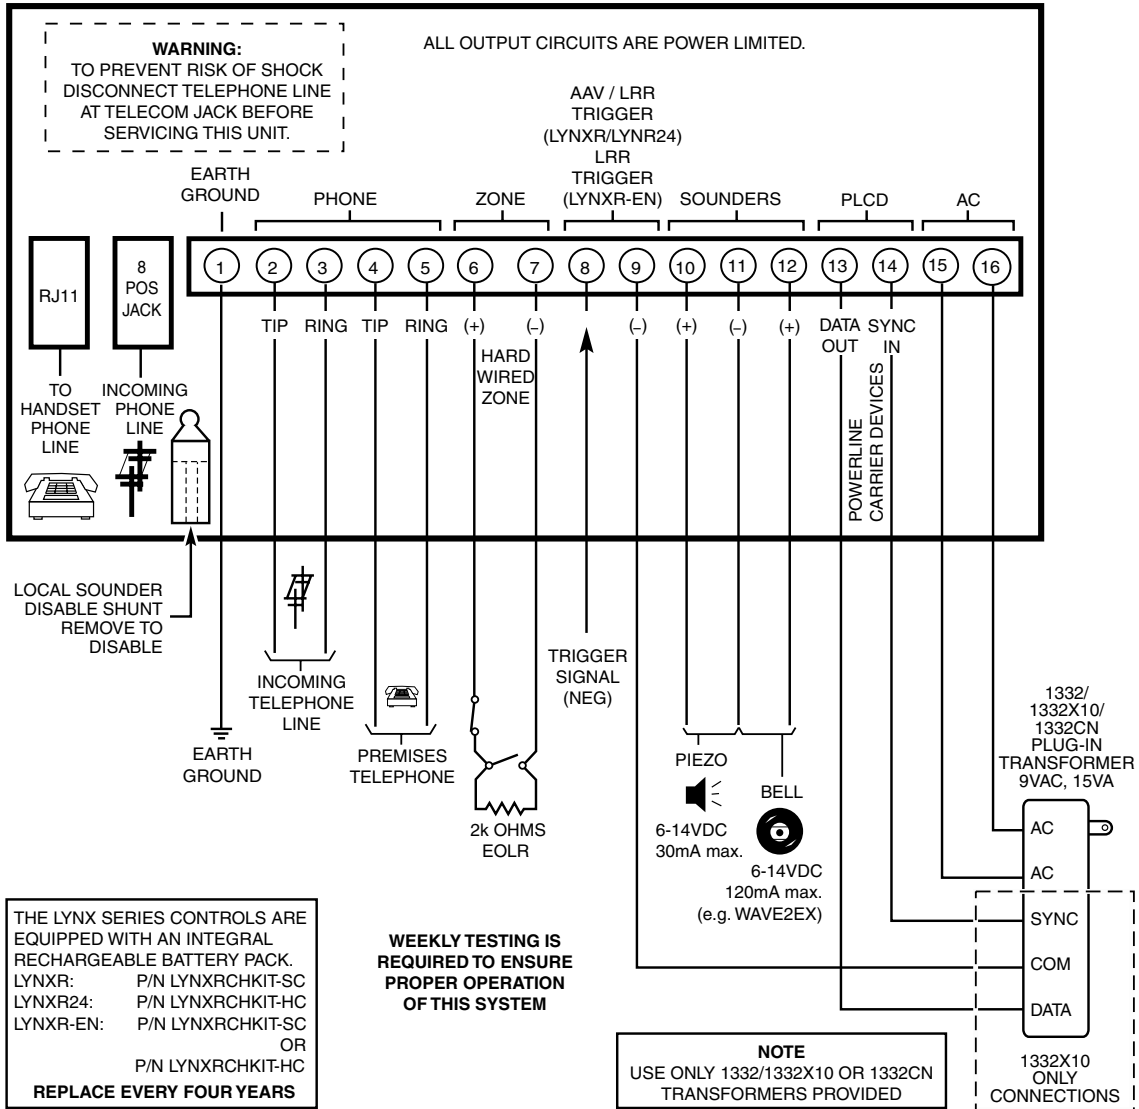 WARNING:
TO PREVENT RISK OF SHOCK
DISCONNECT TELEPHONE LINE
AT TELECOM JACK BEFORE
SERVICING THIS UNIT.
ALL OUTPUT CIRCUITS ARE POWER LIMITED.
EARTH
GROUND
PHONE
ZONE
AAV / LRR
TRIGGER
(LYNXR/LYNR24)
LRR
TRIGGER
(LYNXR-EN)
SOUNDERS
PLCD
AC
RJ11
8
POS
JACK
1 2 3 4 5 6 7 8 9 10 11 12 13 14 15 16
TIP RING TIP RING (+) (–) (–) (+) (–) (+) DATA OUT SYNC IN
HARD
WIRED
ZONE
TO
HANDSET
PHONE
LINE
INCOMING
PHONE
LINE
POWERLINE
CARRIER DEVICES
LOCAL SOUNDER
DISABLE SHUNT
REMOVE TO
DISABLE
EARTH
GROUND
INCOMING
TELEPHONE
LINE
PREMISES
TELEPHONE
2k OHMS
EOLR
TRIGGER
SIGNAL
(NEG)
PIEZO
6-14VDC
30mA max.
BELL
6-14VDC
120mA max.
(e.g. WAVE2EX)
1332/
1332X10/
1332CN
PLUG-IN
TRANSFORMER
9VAC, 15VA
AC
AC
SYNC
COM
DATA
1332X10
ONLY
CONNECTIONS
THE LYNX SERIES CONTROLS ARE
EQUIPPED WITH AN INTEGRAL
RECHARGEABLE BATTERY PACK.
LYNXR: P/N LYNXRCHKIT-SC
LYNXR24: P/N LYNXRCHKIT-HC
LYNXR-EN: P/N LYNXRCHKIT-SC
OR
P/N LYNXRCHKIT-HC
REPLACE EVERY FOUR YEARS
WEEKLY TESTING IS
REQUIRED TO ENSURE
PROPER OPERATION
OF THIS SYSTEM
NOTE
USE ONLY 1332/1332X10 OR 1332CN
TRANSFORMERS PROVIDED